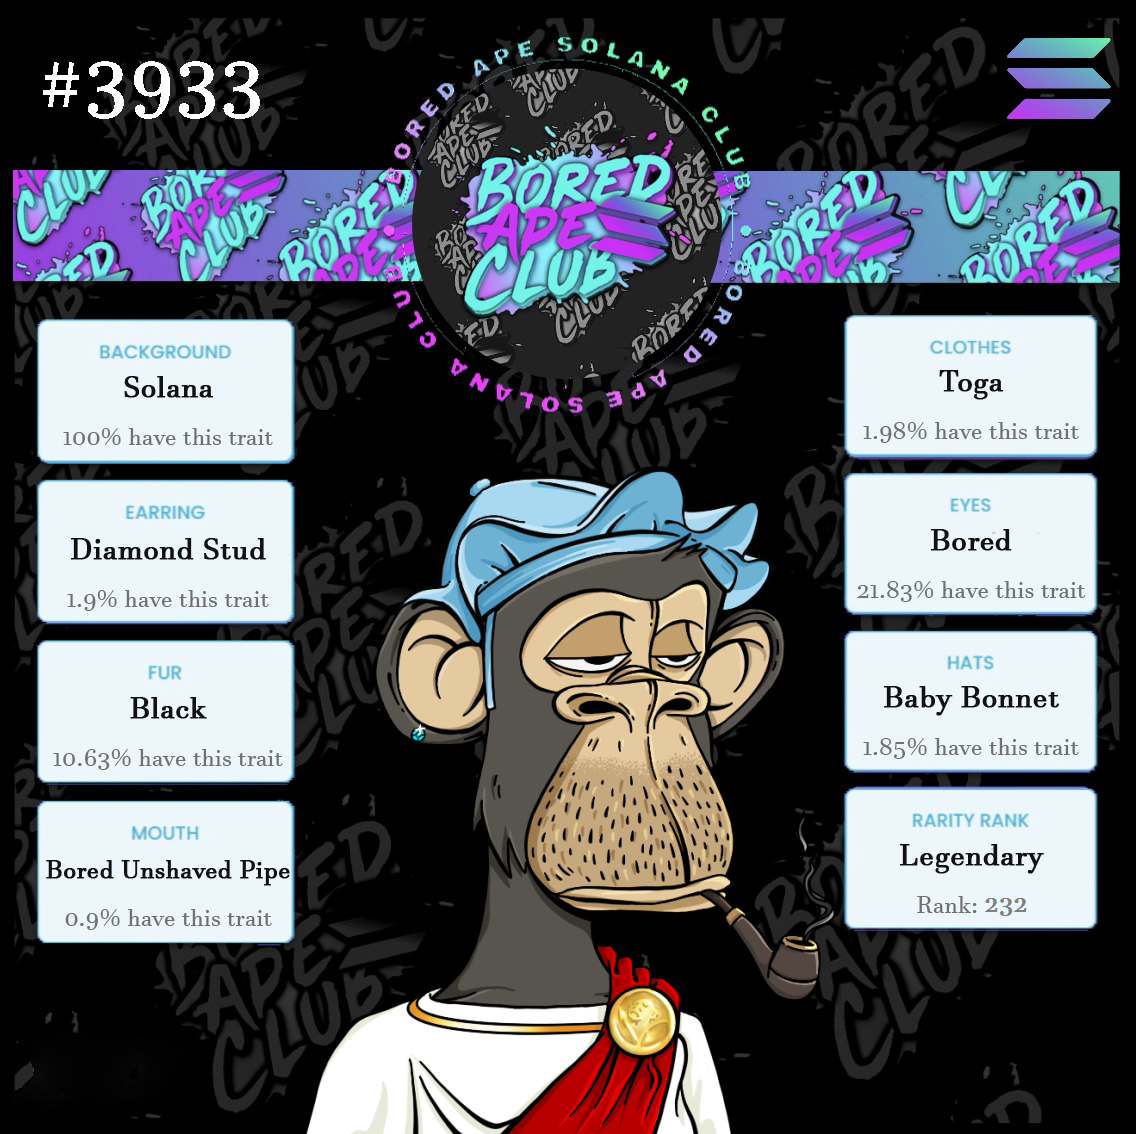 #3933
BORED APE SOLANA CLUB
BORED APE SOLANA CLUB
BORED
APE
CLUB
BACKGROUND
Solana
100% have this trait
EARRING
Diamond Stud
1.9% have this trait
FUR
Black
10.63% have this trait
MOUTH
Bored Unshaved Pipe
0.9% have this trait
CLOTHES
Toga
1.98% have this trait
EYES
Bored
21.83% have this trait
HATS
Baby Bonnet
1.85% have this trait
RARITY RANK
Legendary
Rank: 232